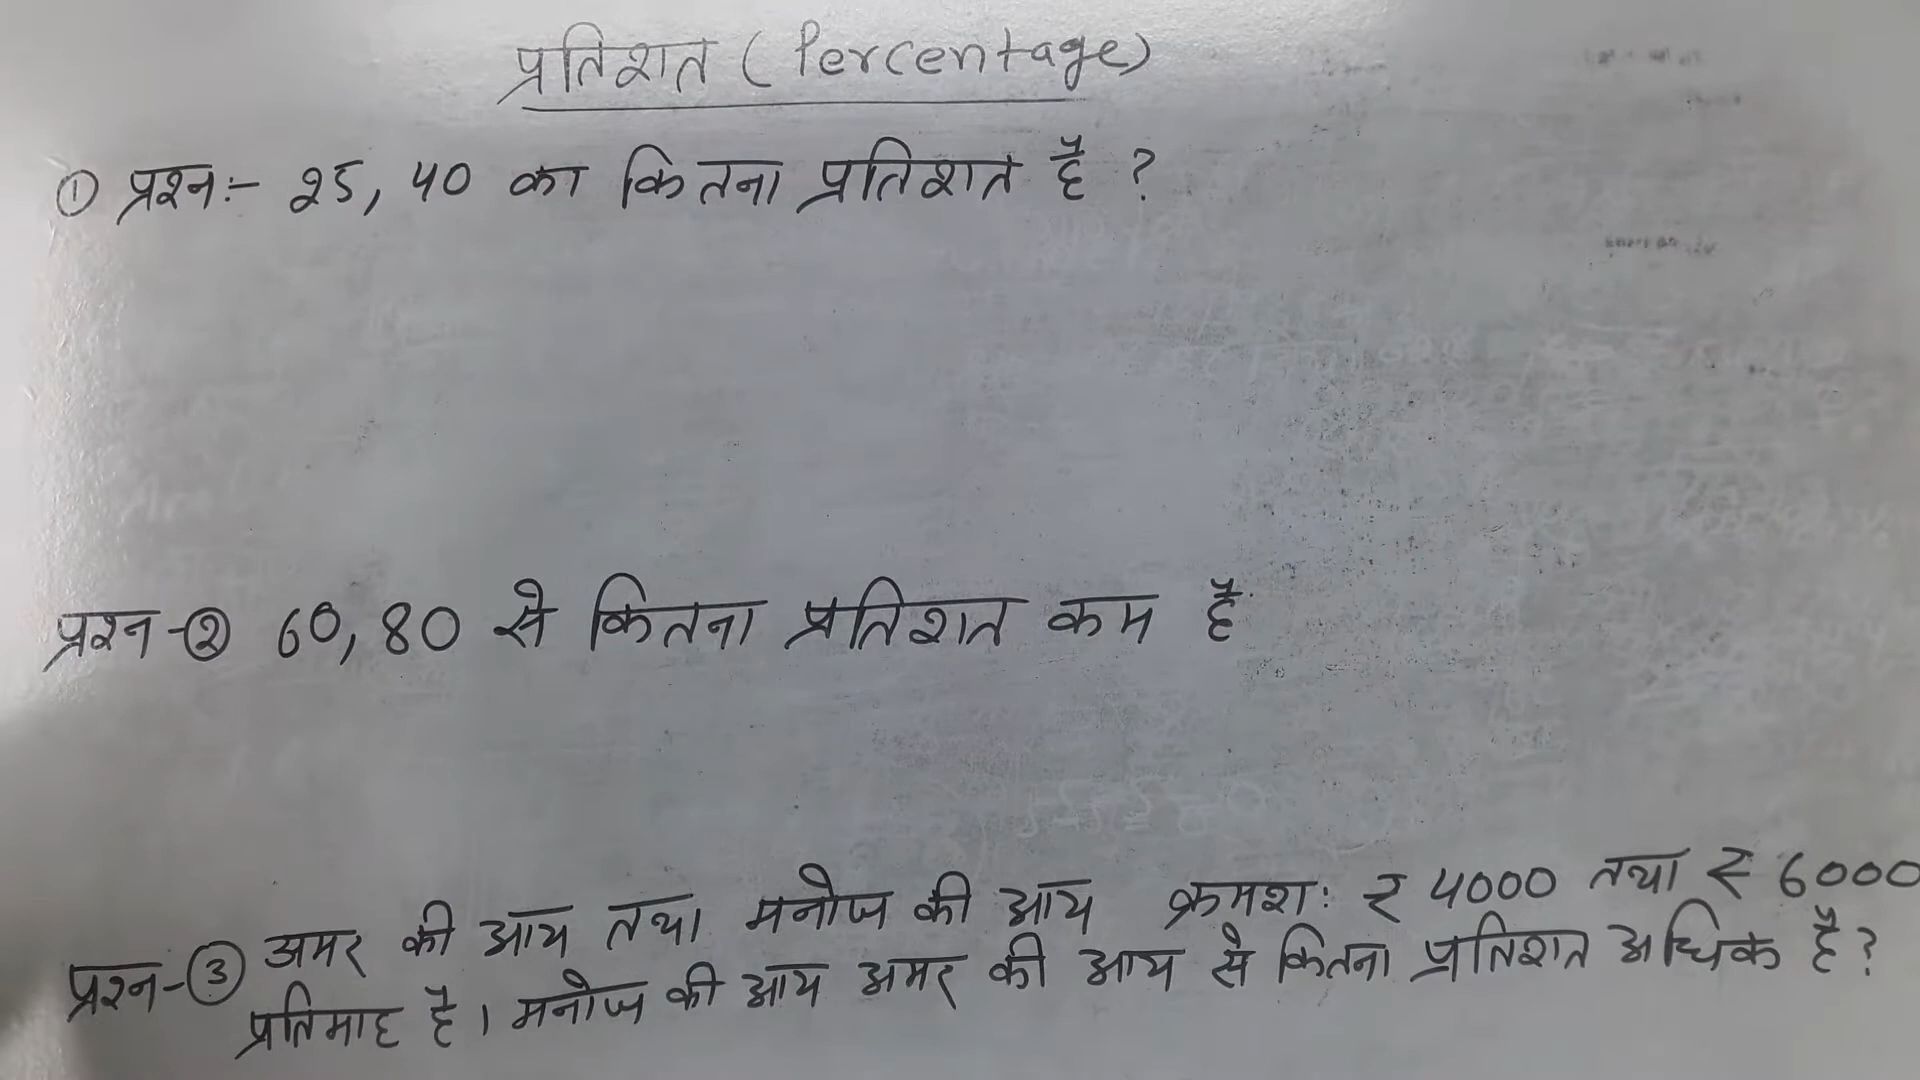 प्रतिशत (Percentage)
① प्रश्न:- 25, 40 का कितना प्रतिशत है ?
प्रश्न-② 60, 80 से कितना प्रतिशत कम है
प्रश्न-③ अमर की आय तथा मनोज की आय क्रमशः ₹ 4000 तथा ₹ 6000
प्रतिमाह है। मनोज की आय अमर की आय से कितना प्रतिशत अधिक है ?